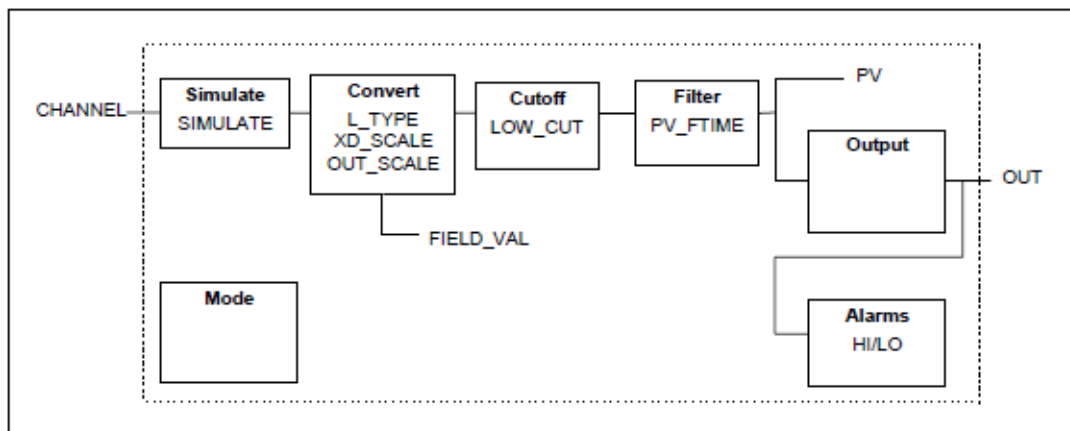 CHANNEL
Simulate
SIMULATE
Convert
L_TYPE
XD_SCALE
OUT_SCALE
FIELD_VAL
Cutoff
LOW_CUT
Filter
PV_FTIME
PV
Output
OUT
Mode
Alarms
HI/LO